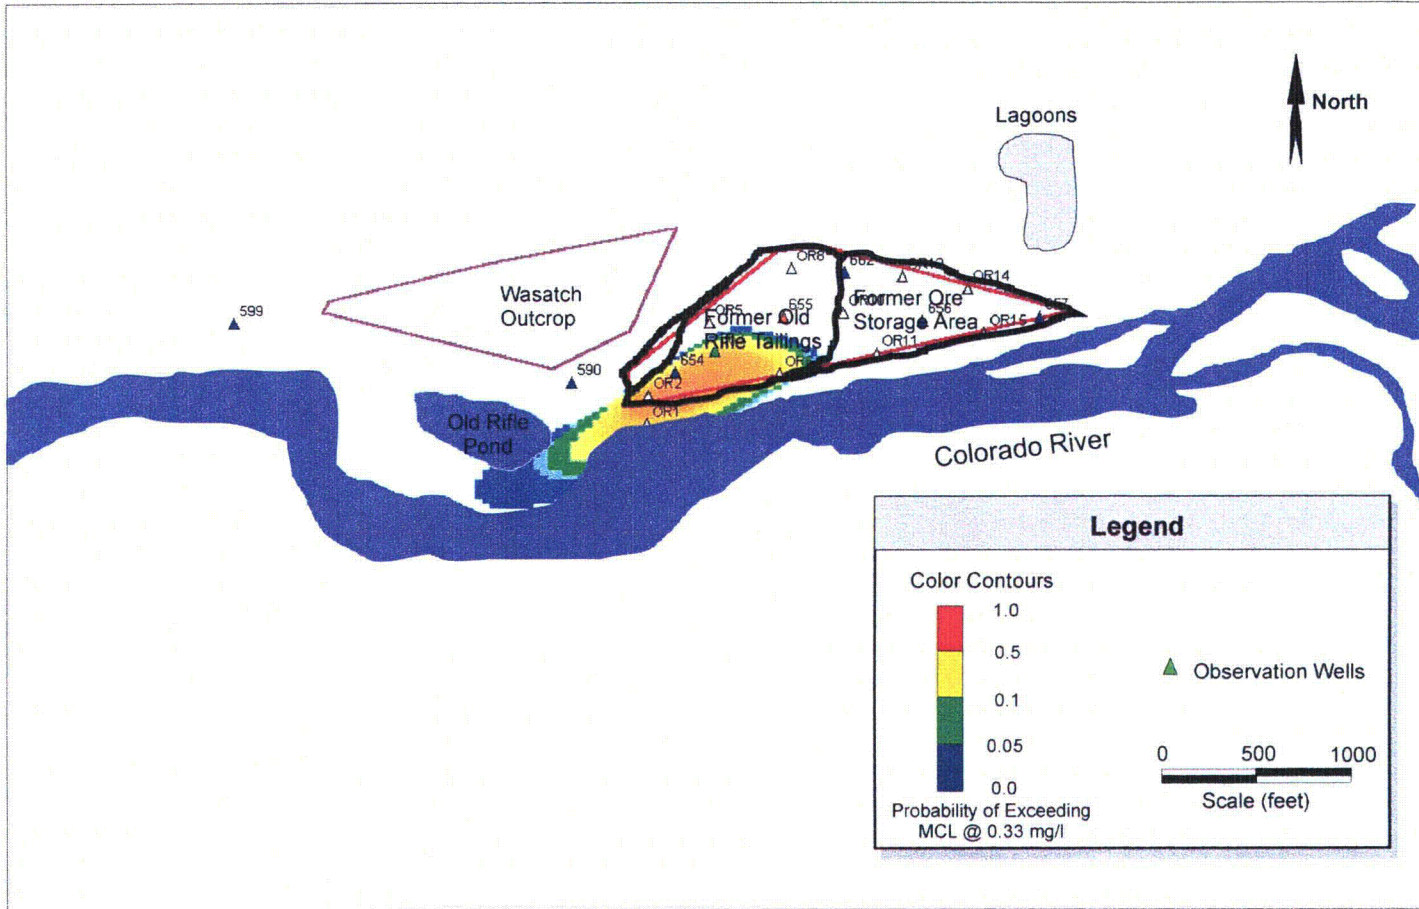 North
Lagoons
OR8
662
OR14
Wasatch
Outcrop
599
OR5
655
Former Old
Rifle Tailings
Former Ore
Storage Area
656
657
OR15
OR11
654
OR2
590
OR1
Old Rifle
Pond
Colorado River
Legend
Color Contours
1.0
0.5
0.1
0.05
0.0
Probability of Exceeding
MCL @ 0.33 mg/l
Observation Wells
0 500 1000
Scale (feet)